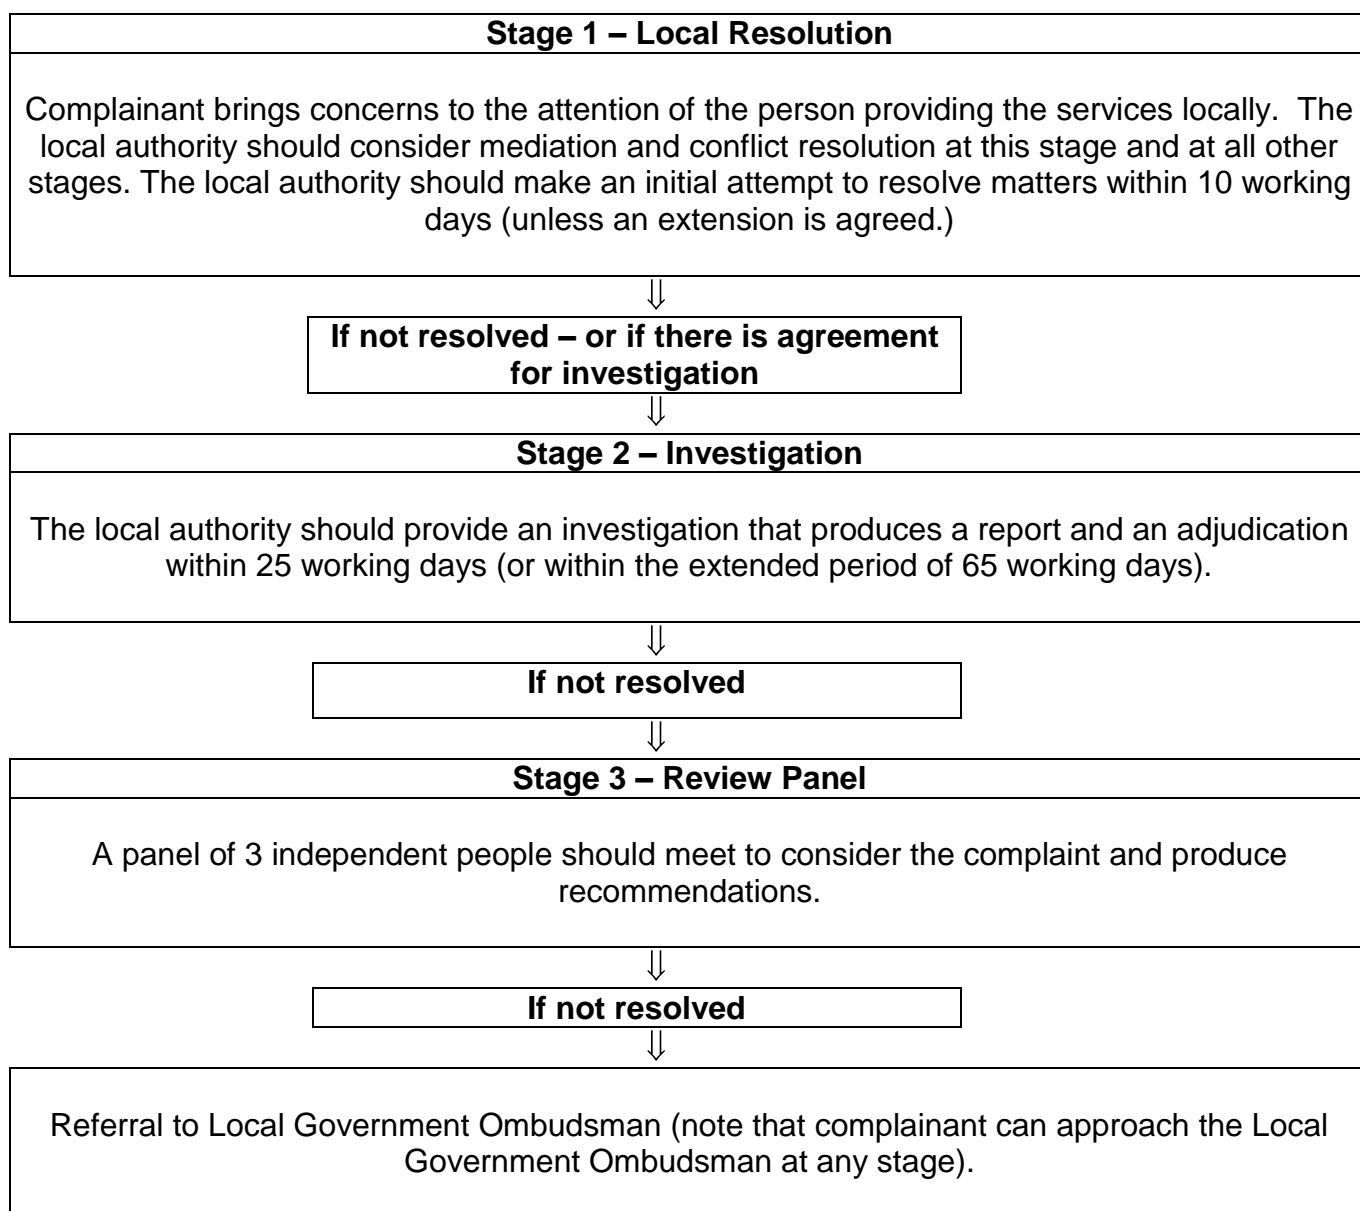 Stage 1 – Local Resolution
Complainant brings concerns to the attention of the person providing the services locally.  The
local authority should consider mediation and conflict resolution at this stage and at all other
stages. The local authority should make an initial attempt to resolve matters within 10 working
days (unless an extension is agreed.)
⇓
If not resolved – or if there is agreement
for investigation
⇓
Stage 2 – Investigation
The local authority should provide an investigation that produces a report and an adjudication
within 25 working days (or within the extended period of 65 working days).
⇓
If not resolved
⇓
Stage 3 – Review Panel
A panel of 3 independent people should meet to consider the complaint and produce
recommendations.
⇓
If not resolved
⇓
Referral to Local Government Ombudsman (note that complainant can approach the Local
Government Ombudsman at any stage).